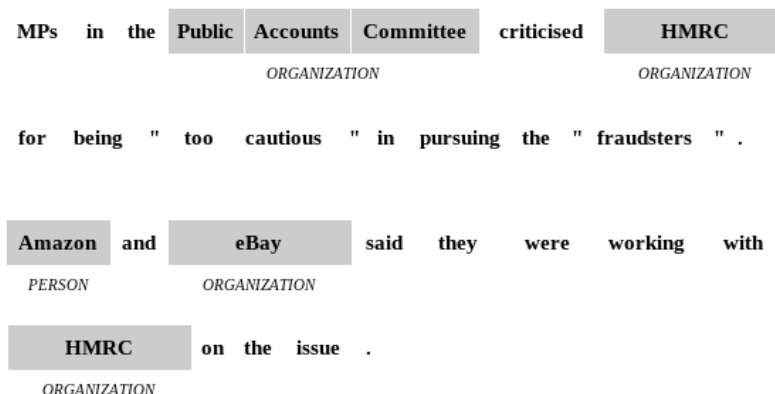 MPs in the Public Accounts Committee criticised HMRC
ORGANIZATION ORGANIZATION
for being " too cautious " in pursuing the " fraudsters " .
Amazon and eBay said they were working with
PERSON ORGANIZATION
HMRC on the issue .
ORGANIZATION